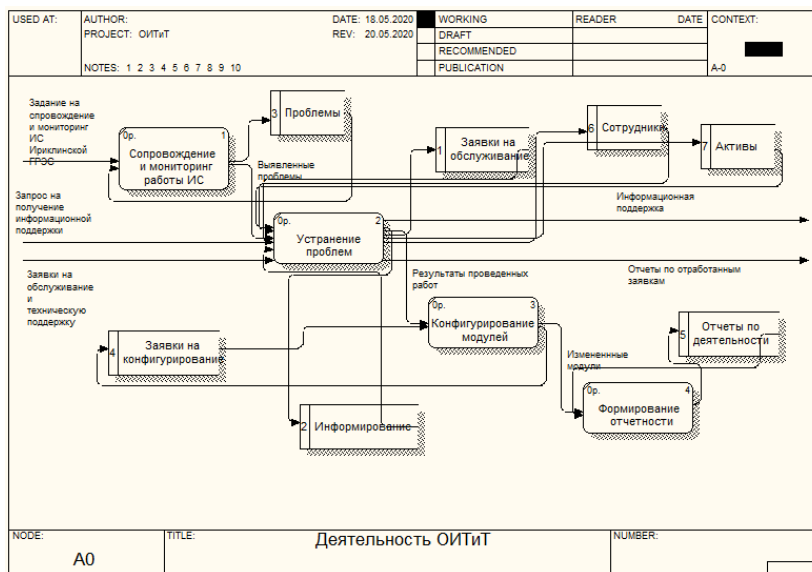 USED AT:
AUTHOR:
DATE: 18.05.2020
WORKING
READER
DATE
CONTEXT:
PROJECT: ОИТиТ
REV: 20.05.2020
DRAFT
RECOMMENDED
NOTES: 1 2 3 4 5 6 7 8 9 10
PUBLICATION
A-0
Задание на
спровождение
и мониторинг
ИС
Ириклинской
ГРЭС
0р.
1
Сопровождение
и мониторинг
работы ИС
3
Проблемы
1
Заявки на
обслуживание
6
Сотрудники
7
Активы
Выявленные
проблемы
Запрос на
получение
информационной
поддержки
0р.
2
Устранение
проблем
Информационная
поддержка
Заявки на
обслуживание
и
техническую
поддержку
Результаты проведенных
работ
Отчеты по отработанным
заявкам
0р.
3
Конфигурирование
модулей
4
Заявки на
конфигурирование
5
Отчеты по
деятельности
Измененнные
модули
0р.
4
Формирование
отчетности
2
Информирование
NODE:
A0
TITLE:
Деятельность ОИТиТ
NUMBER: